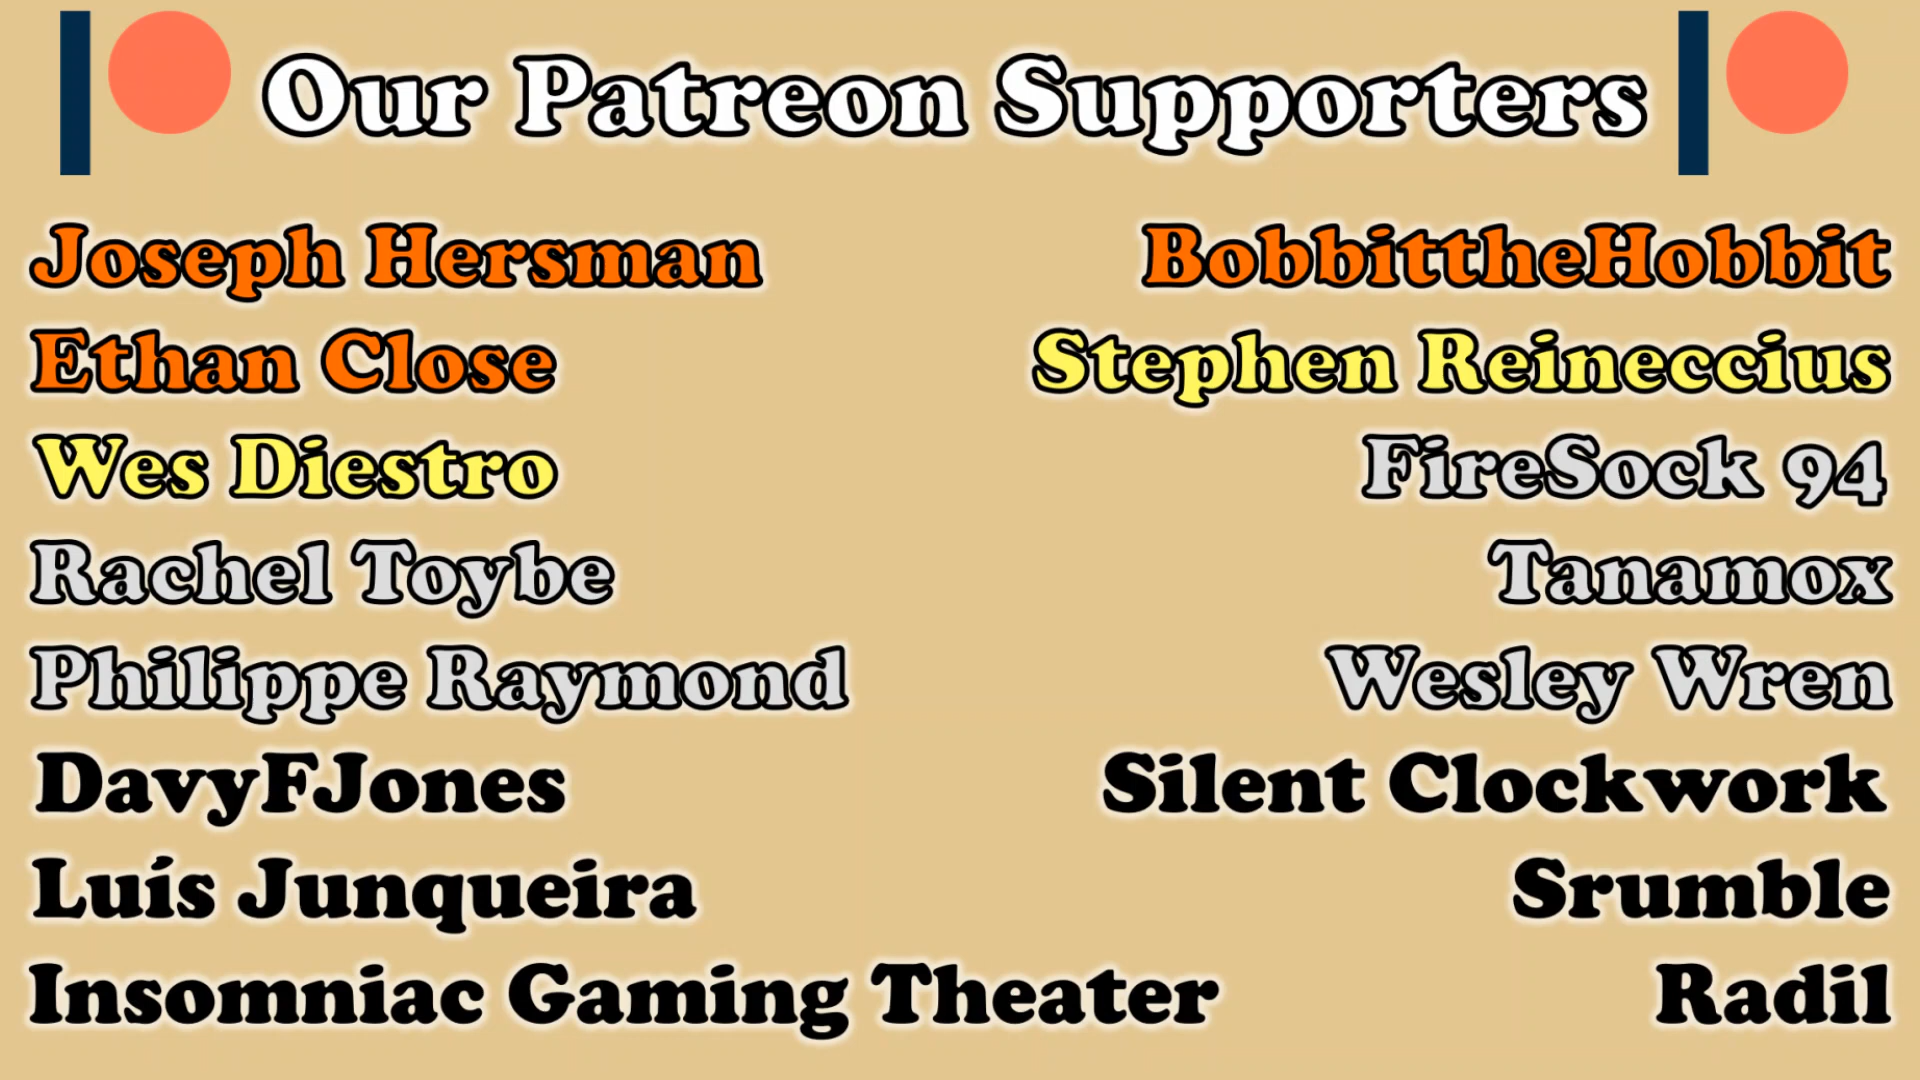 Our Patreon Supporters
Joseph Hersman BobbittheHobbit
Ethan Close Stephen Reineccius
Wes Diestro FireSock 94
Rachel Toybe Tanamox
Philippe Raymond Wesley Wren
DavyFJones Silent Clockwork
Luís Junqueira Srumble
Insomniac Gaming Theater Radil